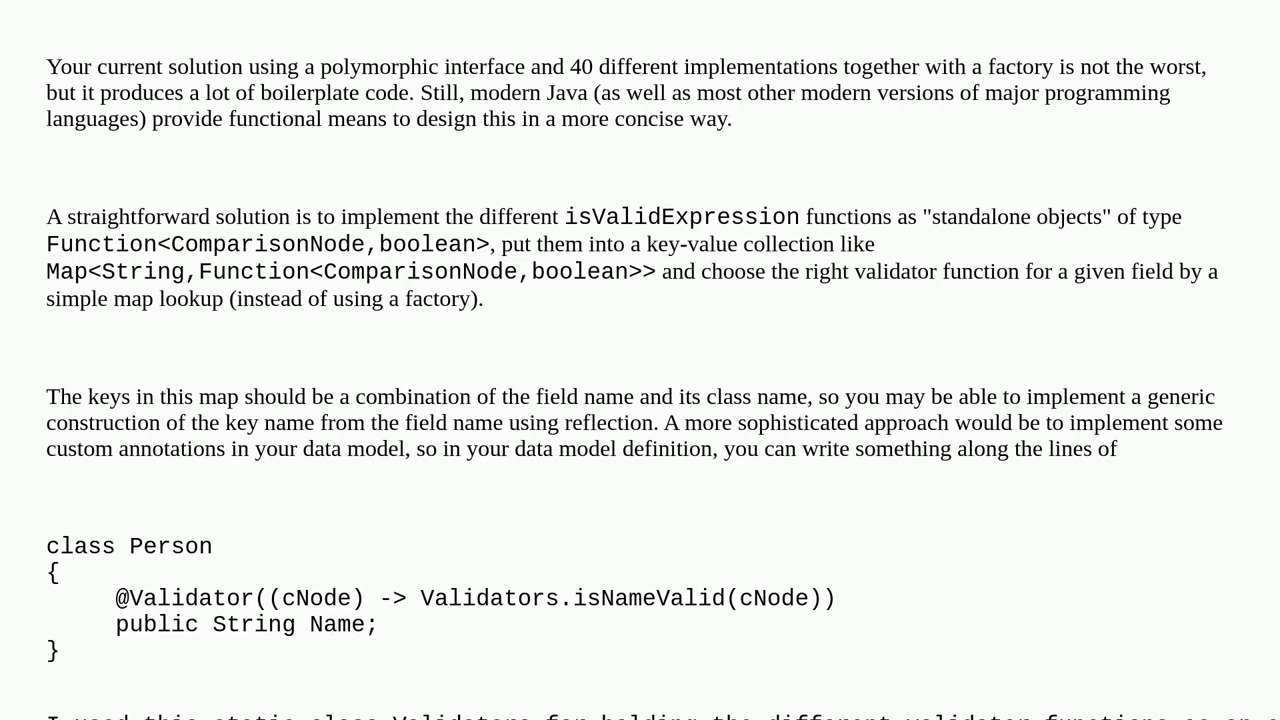 Your current solution using a polymorphic interface and 40 different implementations together with a factory is not the worst,
but it produces a lot of boilerplate code. Still, modern Java (as well as most other modern versions of major programming
languages) provide functional means to design this in a more concise way.
A straightforward solution is to implement the different isValidExpression functions as "standalone objects" of type
Function<ComparisonNode,boolean>, put them into a key-value collection like
Map<String,Function<ComparisonNode,boolean>> and choose the right validator function for a given field by a
simple map lookup (instead of using a factory).
The keys in this map should be a combination of the field name and its class name, so you may be able to implement a generic
construction of the key name from the field name using reflection. A more sophisticated approach would be to implement some
custom annotations in your data model, so in your data model definition, you can write something along the lines of
class Person
{
     @Validator((cNode) -> Validators.isNameValid(cNode))
     public String Name;
}